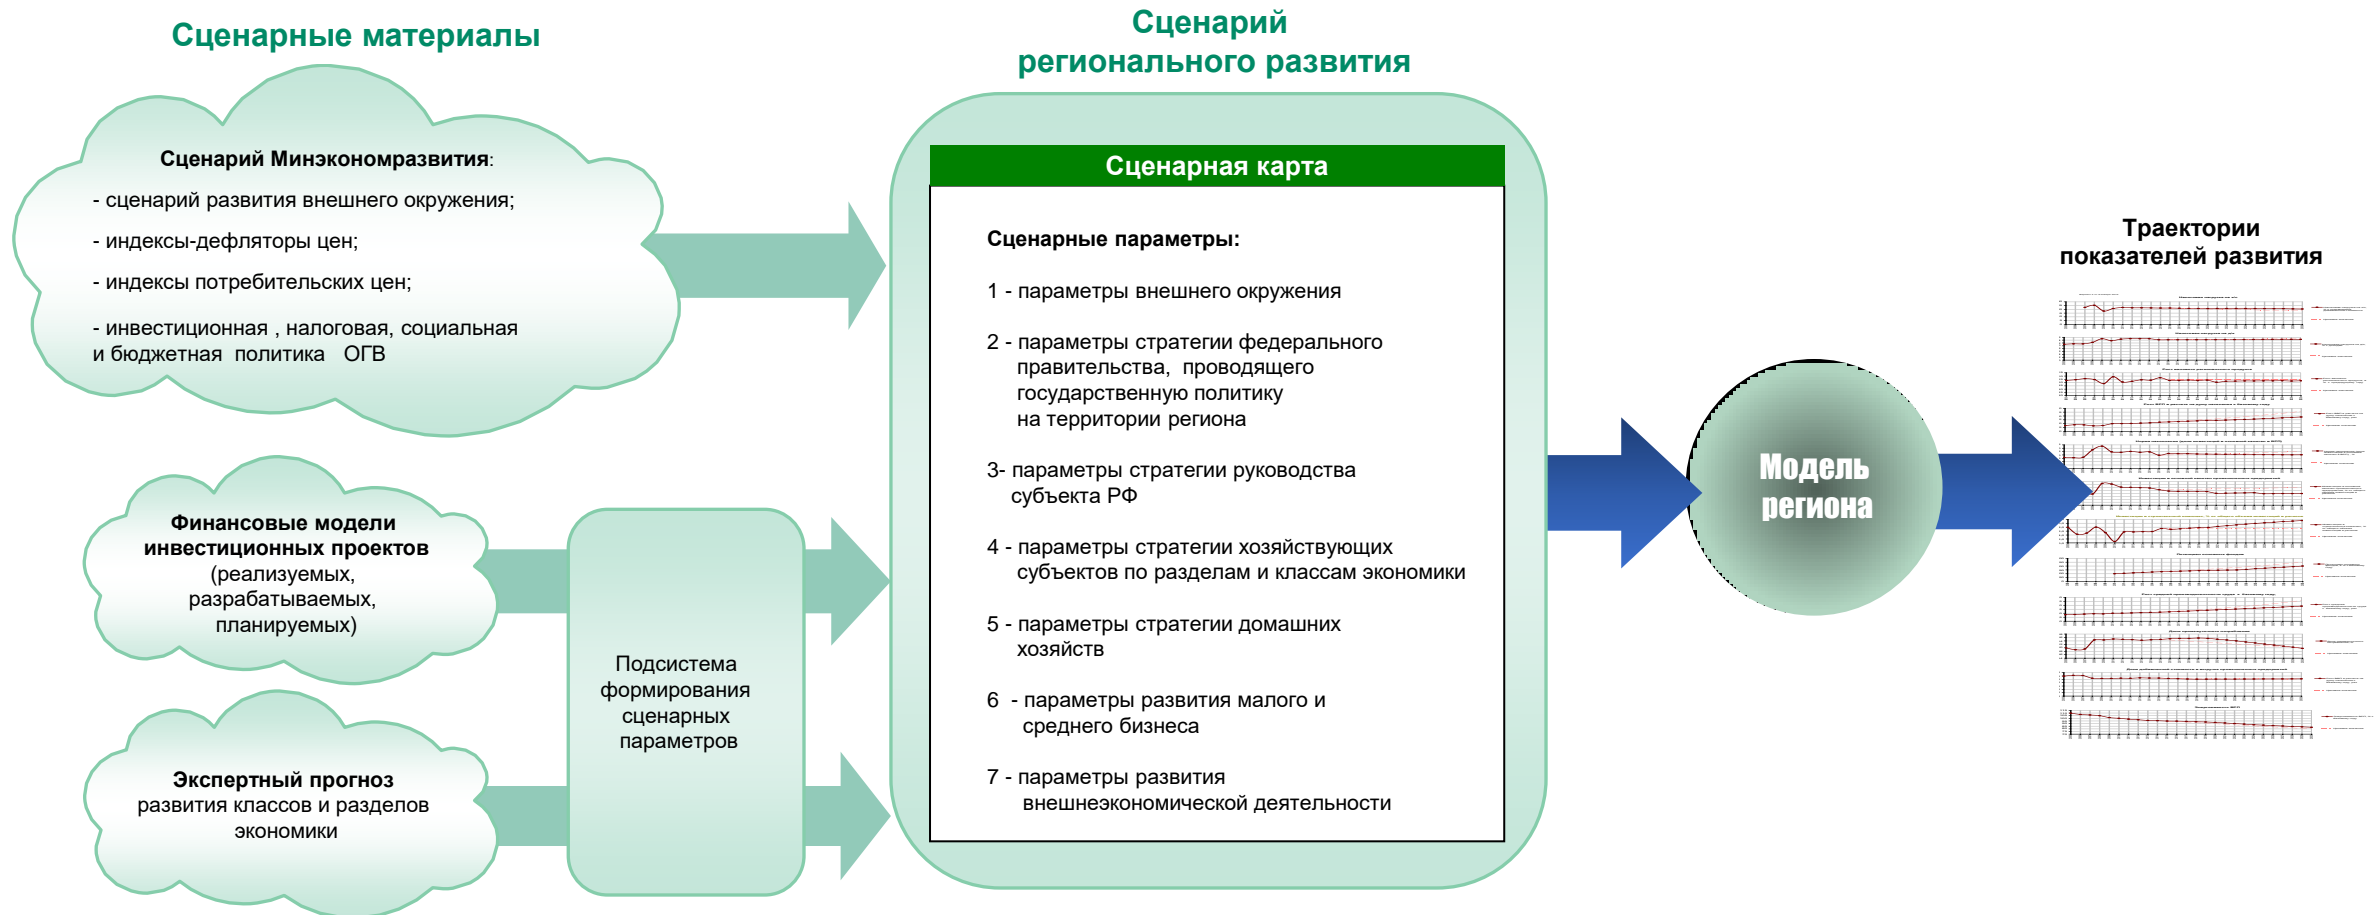 Сценарные материалы
Сценарий Минэкономразвития:
- сценарий развития внешнего окружения;
- индексы-дефляторы цен;
- индексы потребительских цен;
- инвестиционная , налоговая, социальная
и бюджетная политика ОГВ
Финансовые модели
инвестиционных проектов
(реализуемых,
разрабатываемых,
планируемых)
Экспертный прогноз
развития классов и разделов
экономики
Подсистема
формирования
сценарных
параметров
Сценарий
регионального развития
Сценарная карта
Сценарные параметры:
1 - параметры внешнего окружения
2 - параметры стратегии федерального
правительства, проводящего
государственную политику
на территории региона
3- параметры стратегии руководства
субъекта РФ
4 - параметры стратегии хозяйствующих
субъектов по разделам и классам экономики
5 - параметры стратегии домашних
хозяйств
6 - параметры развития малого и
среднего бизнеса
7 - параметры развития
внешнеэкономической деятельности
Модель
региона
Траектории
показателей развития